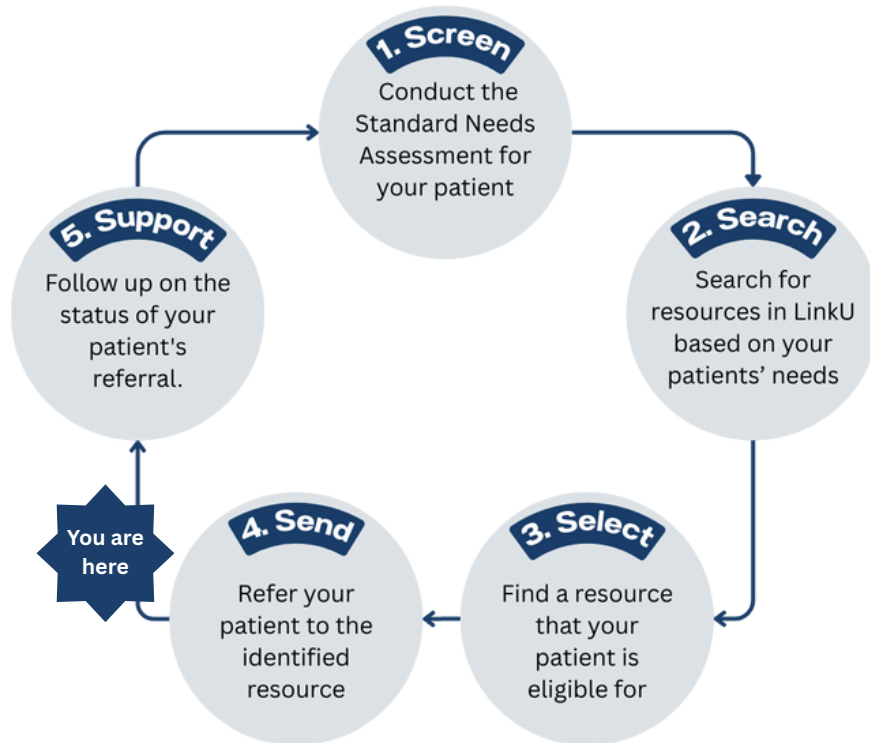 1. Screen
Conduct the
Standard Needs
Assessment for
your patient
2. Search
Search for
resources in LinkU
based on your
patients’ needs
3. Select
Find a resource
that your
patient is
eligible for
4. Send
Refer your
patient to the
identified
resource
You are
here
5. Support
Follow up on the
status of your
patient's
referral.